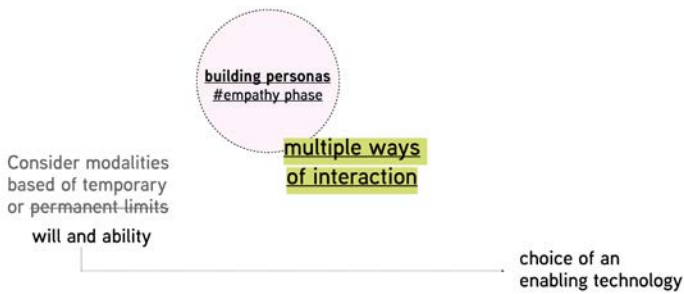 building personas
#empathy phase
multiple ways
of interaction
Consider modalities
based of temporary
or permanent limits
will and ability
choice of an
enabling technology